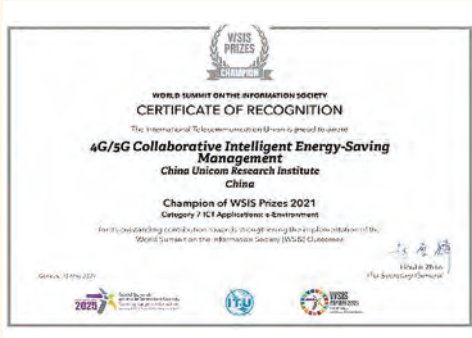 WSIS
PRIZES
CHAMPION
WORLD SUMMIT ON THE INFORMATION SOCIETY
CERTIFICATE OF RECOGNITION
The International Telecommunication Union is proud to award
4G/5G Collaborative Intelligent Energy-Saving
Management
China Unicom Research Institute
China
Champion of WSIS Prizes 2021
Category 7 ICT Applications: e-Environment
for its outstanding contribution towards strengthening the implementation of the
World Summit on the Information Society (WSIS) Outcomes
Houlin Zhao
ITU Secretary-General
Geneva,
2021
ITU
WSIS